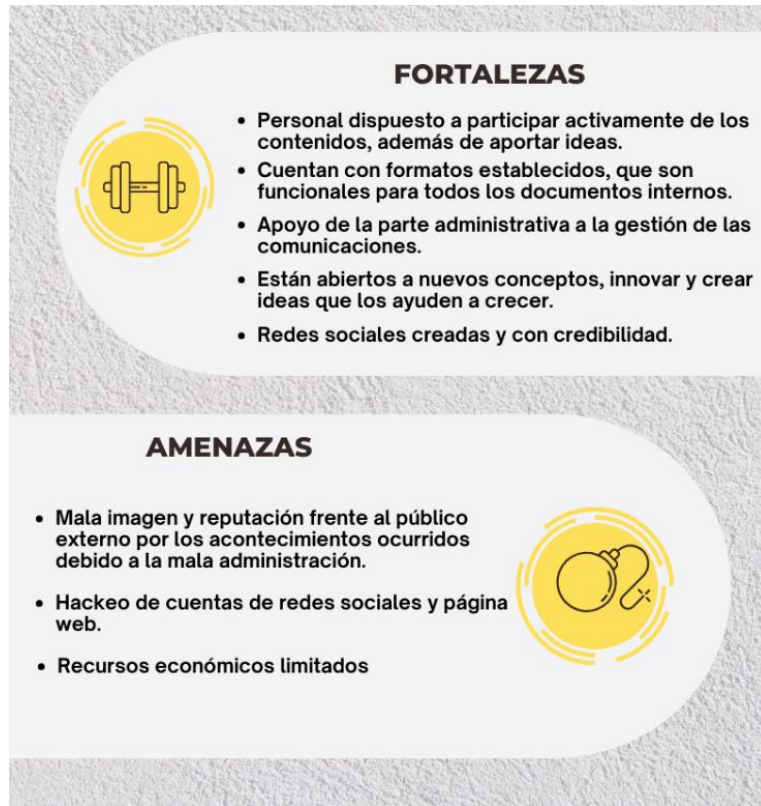 FORTALEZAS
• Personal dispuesto a participar activamente de los
contenidos, además de aportar ideas.
• Cuentan con formatos establecidos, que son
funcionales para todos los documentos internos.
• Apoyo de la parte administrativa a la gestión de las
comunicaciones.
• Están abiertos a nuevos conceptos, innovar y crear
ideas que los ayuden a crecer.
• Redes sociales creadas y con credibilidad.
AMENAZAS
• Mala imagen y reputación frente al público
externo por los acontecimientos ocurridos
debido a la mala administración.
• Hackeo de cuentas de redes sociales y página
web.
• Recursos económicos limitados